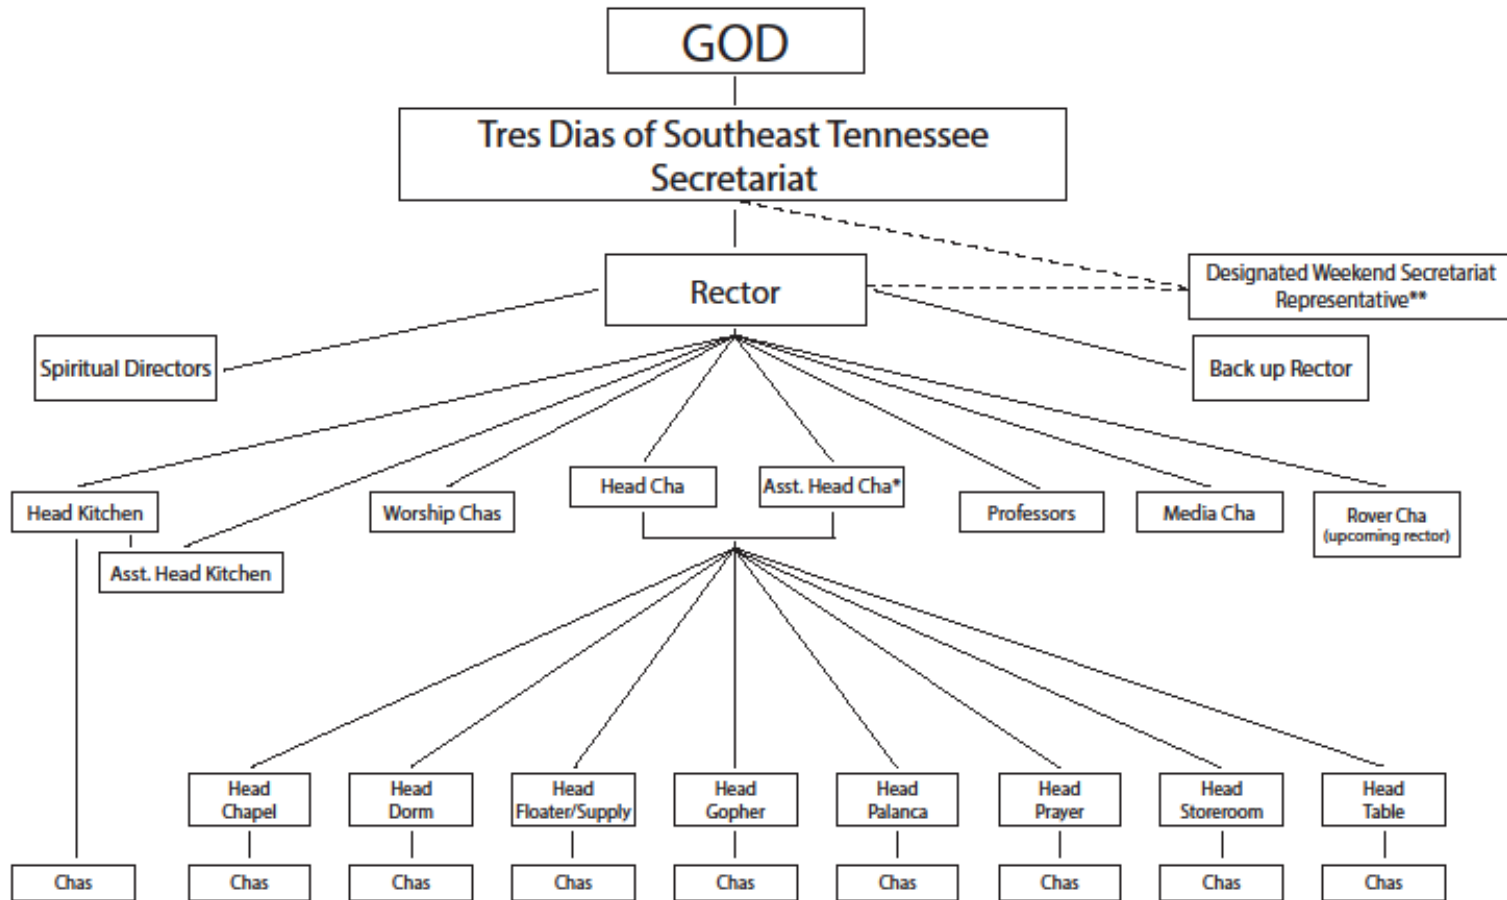 GOD
Tres Dias of Southeast Tennessee
Secretariat
Rector
Designated Weekend Secretariat
Representative**
Spiritual Directors
Back up Rector
Head Kitchen
Asst. Head Kitchen
Worship Chas
Head Cha
Asst. Head Cha*
Professors
Media Cha
Rover Cha
(upcoming rector)
Head
Chapel
Head
Dorm
Head
Floater/Supply
Head
Gopher
Head
Palanca
Head
Prayer
Head
Storeroom
Head
Table
Chas
Chas
Chas
Chas
Chas
Chas
Chas
Chas
Chas